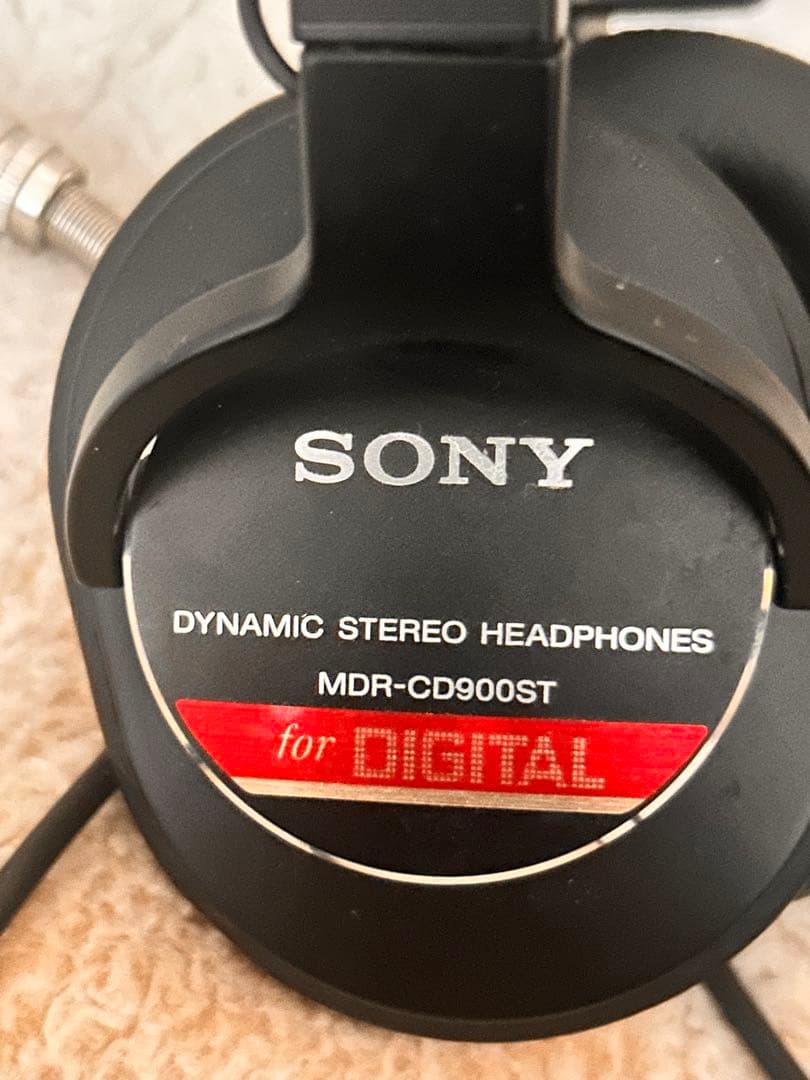 SONY
DYNAMIC STEREO HEADPHONES
MDR-CD900ST
for DIGITAL